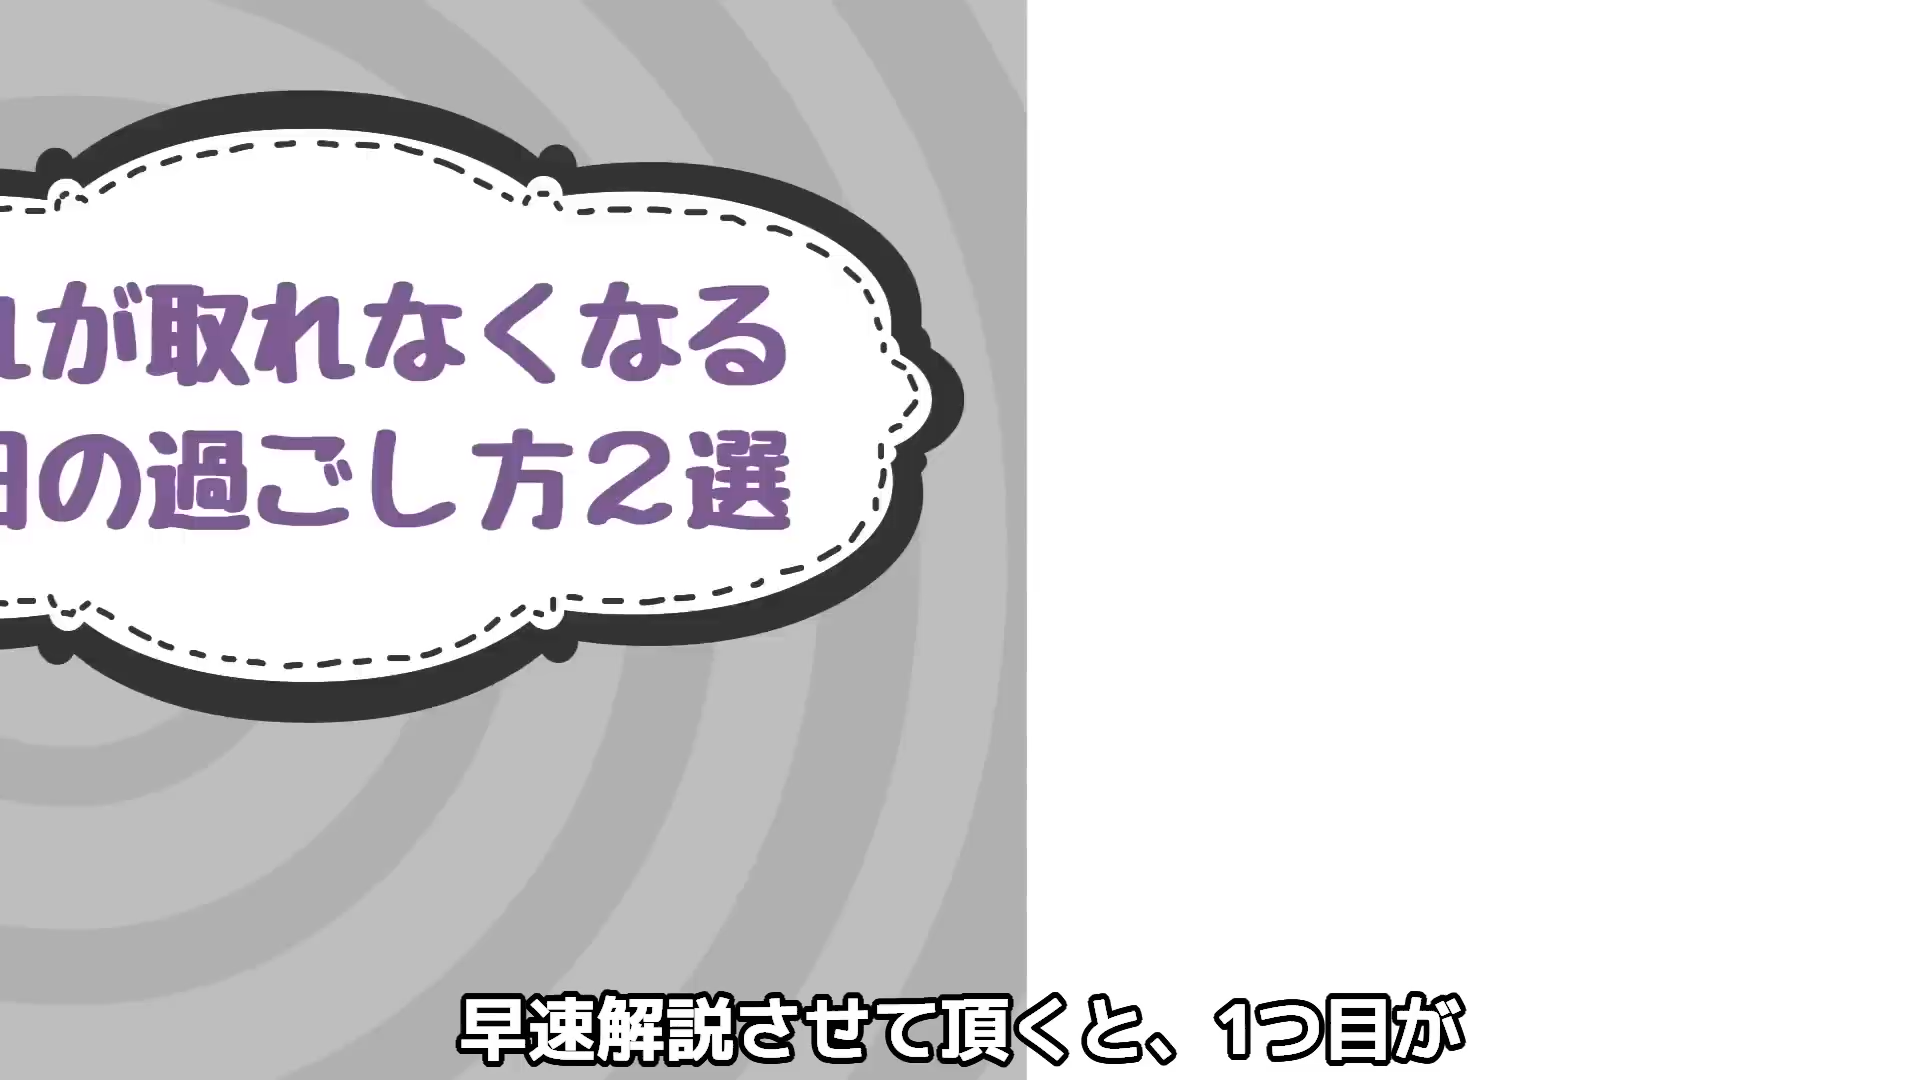 が取れなくなる
の過ごし方2選
早速解説させて頂くと、1つ目が